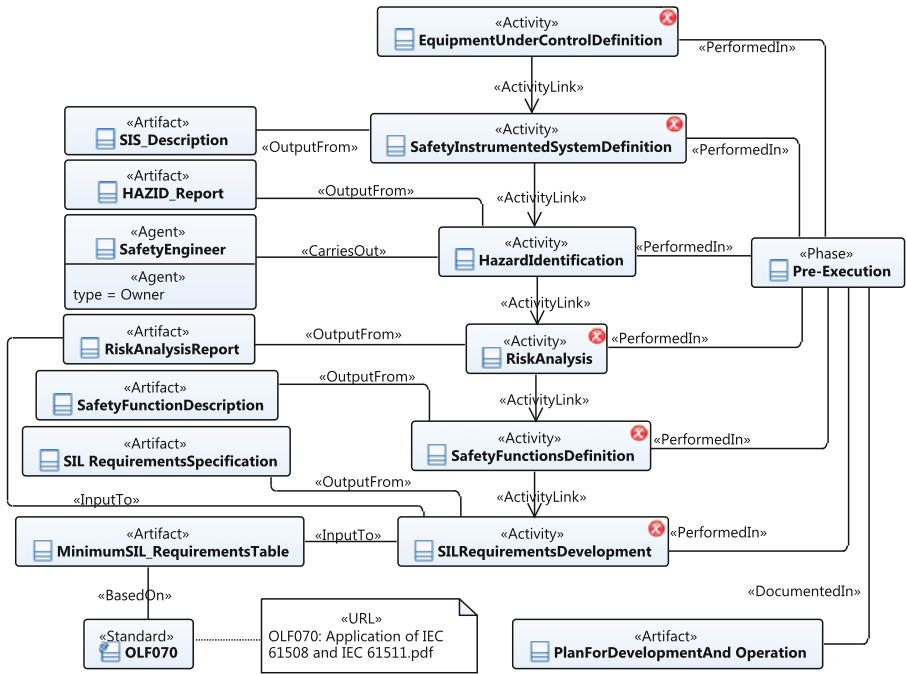 «Activity»
EquipmentUnderControlDefinition
«PerformedIn»
«ActivityLink»
«Artifact»
SIS_Description
«OutputFrom»
«Activity»
SafetyInstrumentedSystemDefinition
«PerformedIn»
«Artifact»
HAZID_Report
«OutputFrom»
«ActivityLink»
«Agent»
SafetyEngineer
«Agent»
type = Owner
«CarriesOut»
«Activity»
HazardIdentification
«PerformedIn»
«Phase»
Pre-Execution
«ActivityLink»
«Artifact»
RiskAnalysisReport
«OutputFrom»
«Activity»
RiskAnalysis
«PerformedIn»
«Artifact»
SafetyFunctionDescription
«OutputFrom»
«ActivityLink»
«Activity»
SafetyFunctionsDefinition
«PerformedIn»
«Artifact»
SIL RequirementsSpecification
«OutputFrom»
«InputTo»
«ActivityLink»
«Artifact»
MinimumSIL_RequirementsTable
«InputTo»
«Activity»
SILRequirementsDevelopment
«PerformedIn»
«BasedOn»
«DocumentedIn»
«Standard»
OLF070
«URL»
OLF070: Application of IEC
61508 and IEC 61511.pdf
«Artifact»
PlanForDevelopmentAnd Operation